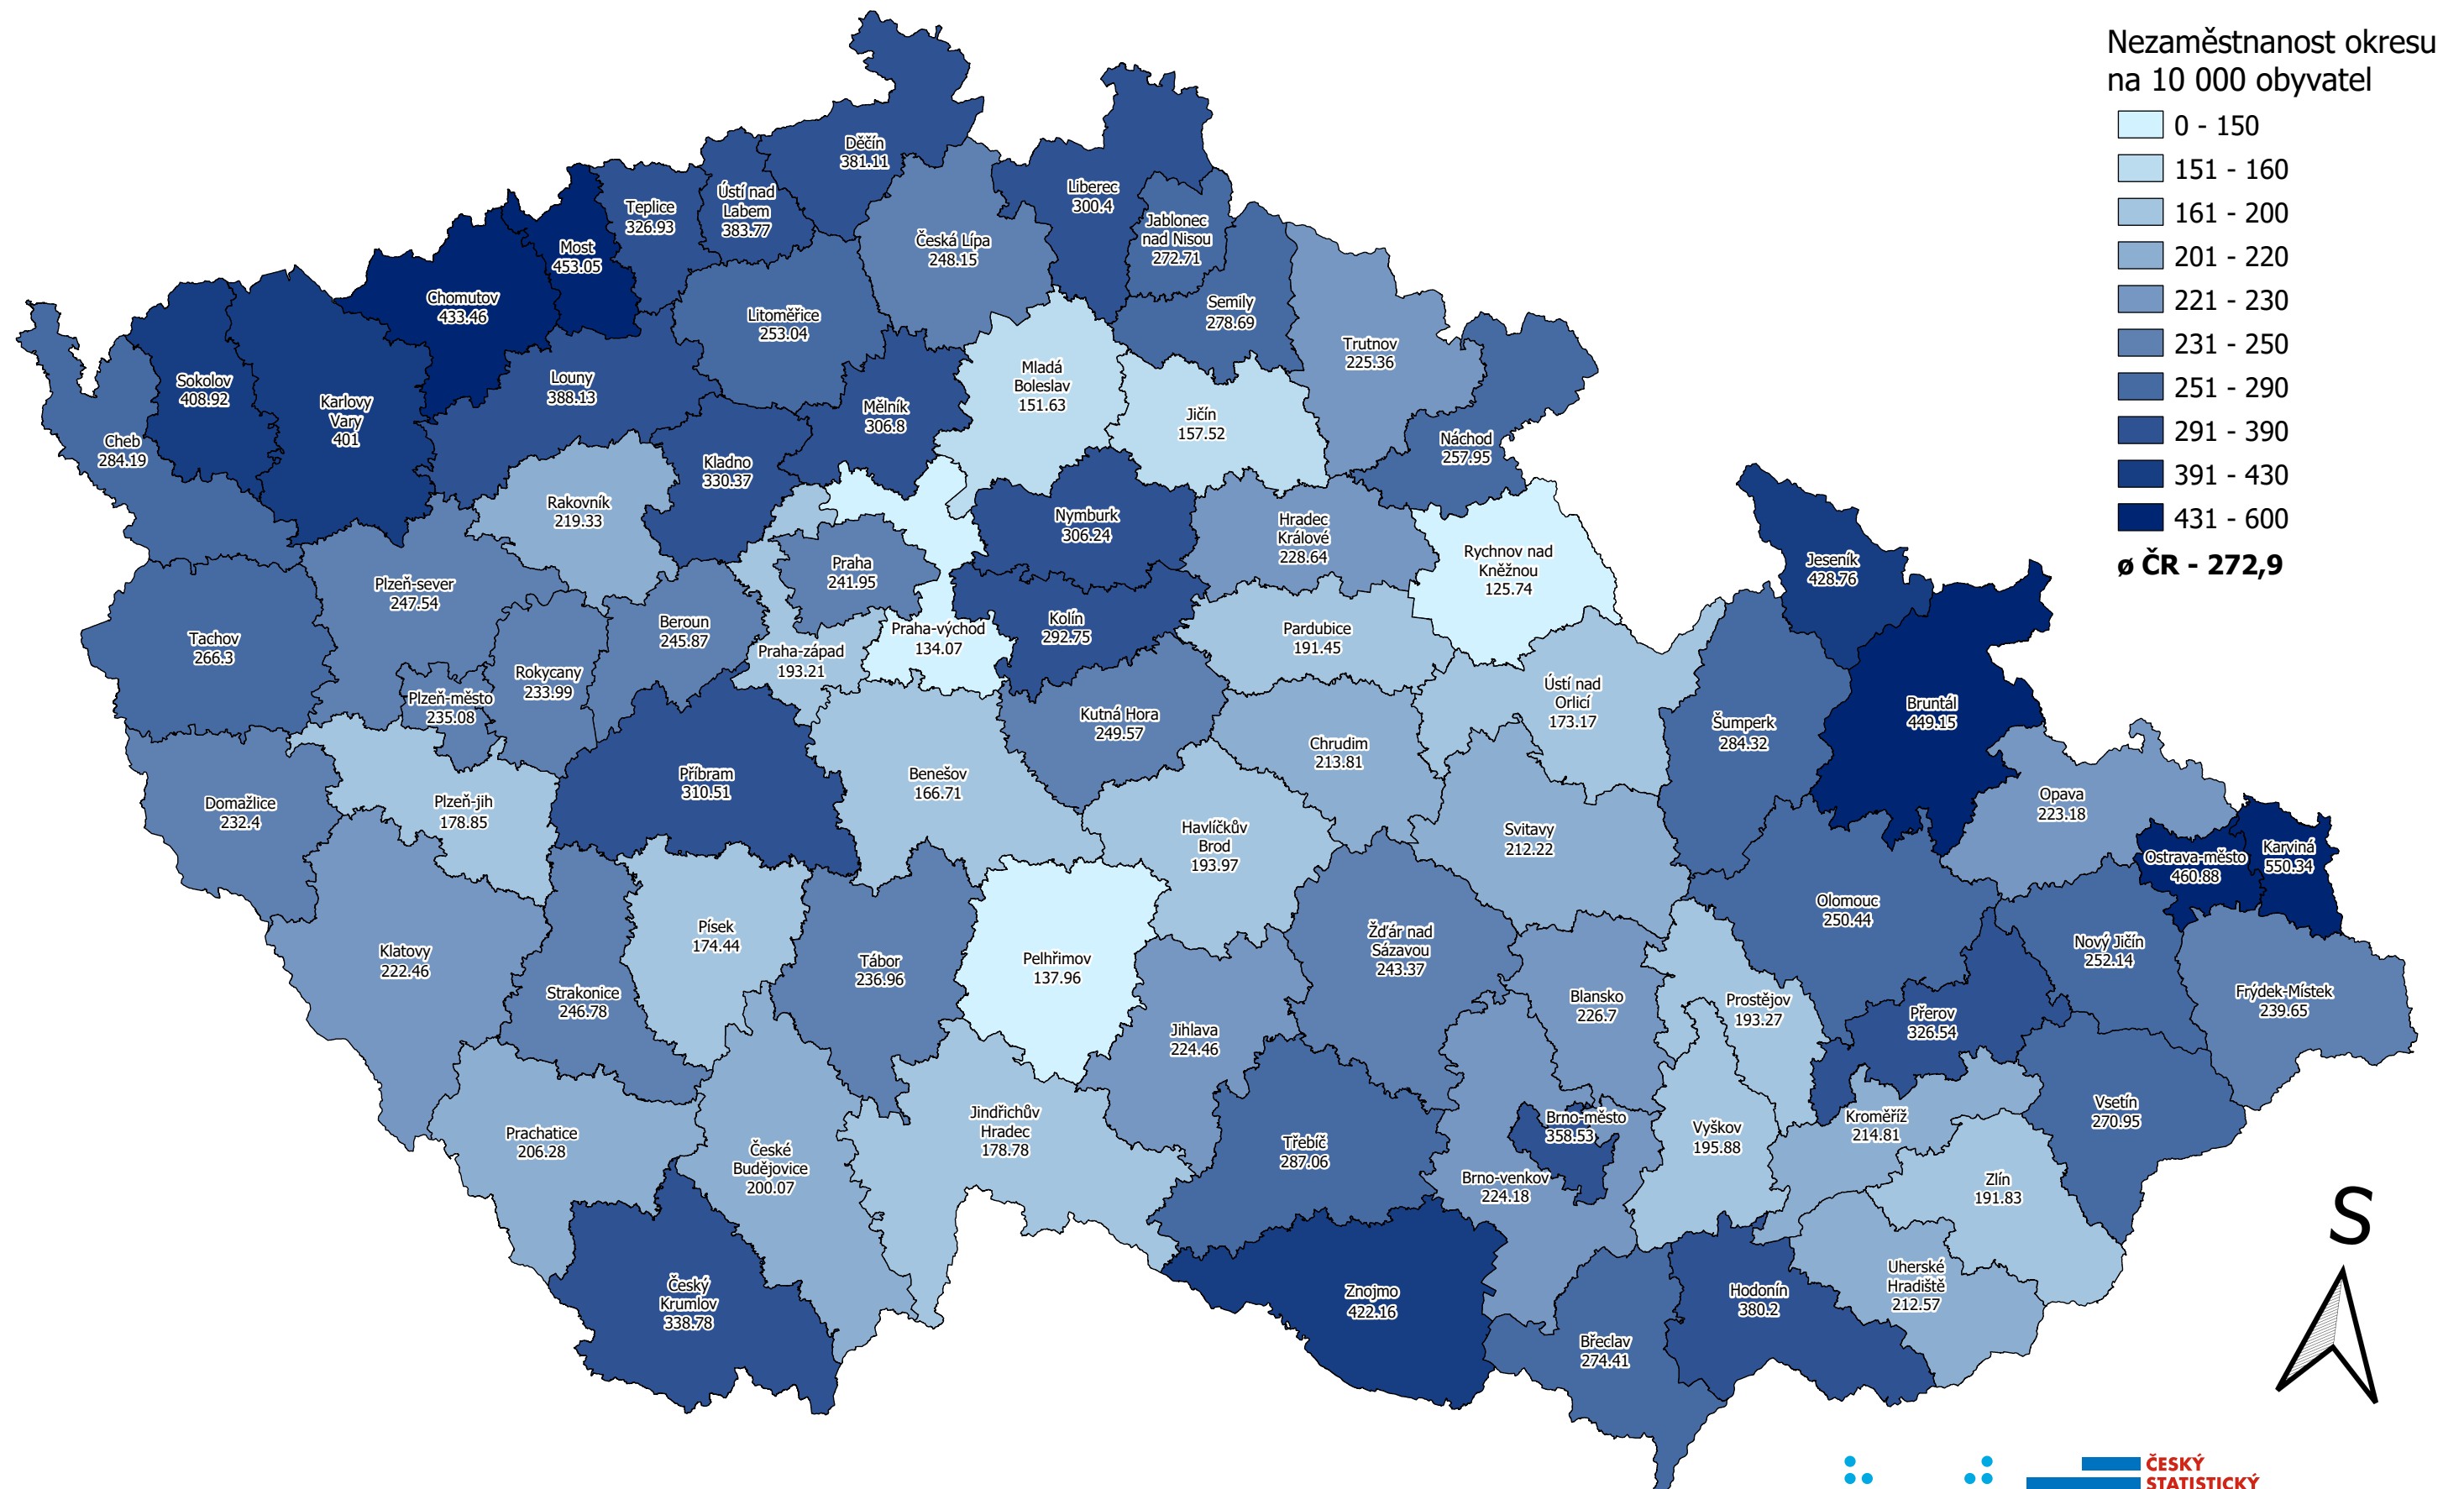 Nezaměstnanost okresu
na 10 000 obyvatel
0 - 150
151 - 160
161 - 200
201 - 220
221 - 230
231 - 250
251 - 290
291 - 390
391 - 430
431 - 600
ø ČR - 272,9
Děčín
381.11
Liberec
300.4
Ústí nad
Labem
383.77
Teplice
326.93
Jablonec
nad Nisou
272.71
Most
453.05
Česká Lípa
248.15
Chomutov
433.46
Litoměřice
253.04
Semily
278.69
Trutnov
225.36
Sokolov
408.92
Karlovy
Vary
401
Louny
388.13
Mladá
Boleslav
151.63
Mělník
306.8
Jičín
157.52
Cheb
284.19
Náchod
257.95
Kladno
330.37
Rakovník
219.33
Nymburk
306.24
Hradec
Králové
228.64
Rychnov nad
Kněžnou
125.74
Jeseník
428.76
Plzeň-sever
247.54
Praha
241.95
Tachov
266.3
Beroun
245.87
Praha-východ
134.07
Kolín
292.75
Pardubice
191.45
Praha-západ
193.21
Rokycany
233.99
Plzeň-město
235.08
Kutná Hora
249.57
Ústí nad
Orlicí
173.17
Šumperk
284.32
Bruntál
449.15
Chrudim
213.81
Příbram
310.51
Benešov
166.71
Domažlice
232.4
Plzeň-jih
178.85
Opava
223.18
Havlíčkův
Brod
193.97
Svitavy
212.22
Ostrava-město
460.88
Karviná
550.34
Olomouc
250.44
Písek
174.44
Klatovy
222.46
Tábor
236.96
Pelhřimov
137.96
Žďár nad
Sázavou
243.37
Nový Jičín
252.14
Strakonice
246.78
Blansko
226.7
Prostějov
193.27
Frýdek-Místek
239.65
Jihlava
224.46
Přerov
326.54
Prachatice
206.28
České
Budějovice
200.07
Jindřichův
Hradec
178.78
Třebíč
287.06
Brno-město
358.53
Vyškov
195.88
Kroměříž
214.81
Vsetín
270.95
Brno-venkov
224.18
Zlín
191.83
S
Český
Krumlov
338.78
Znojmo
422.16
Hodonín
380.2
Uherské
Hradiště
212.57
Břeclav
274.41
ČESKÝ
STATISTICKÝ